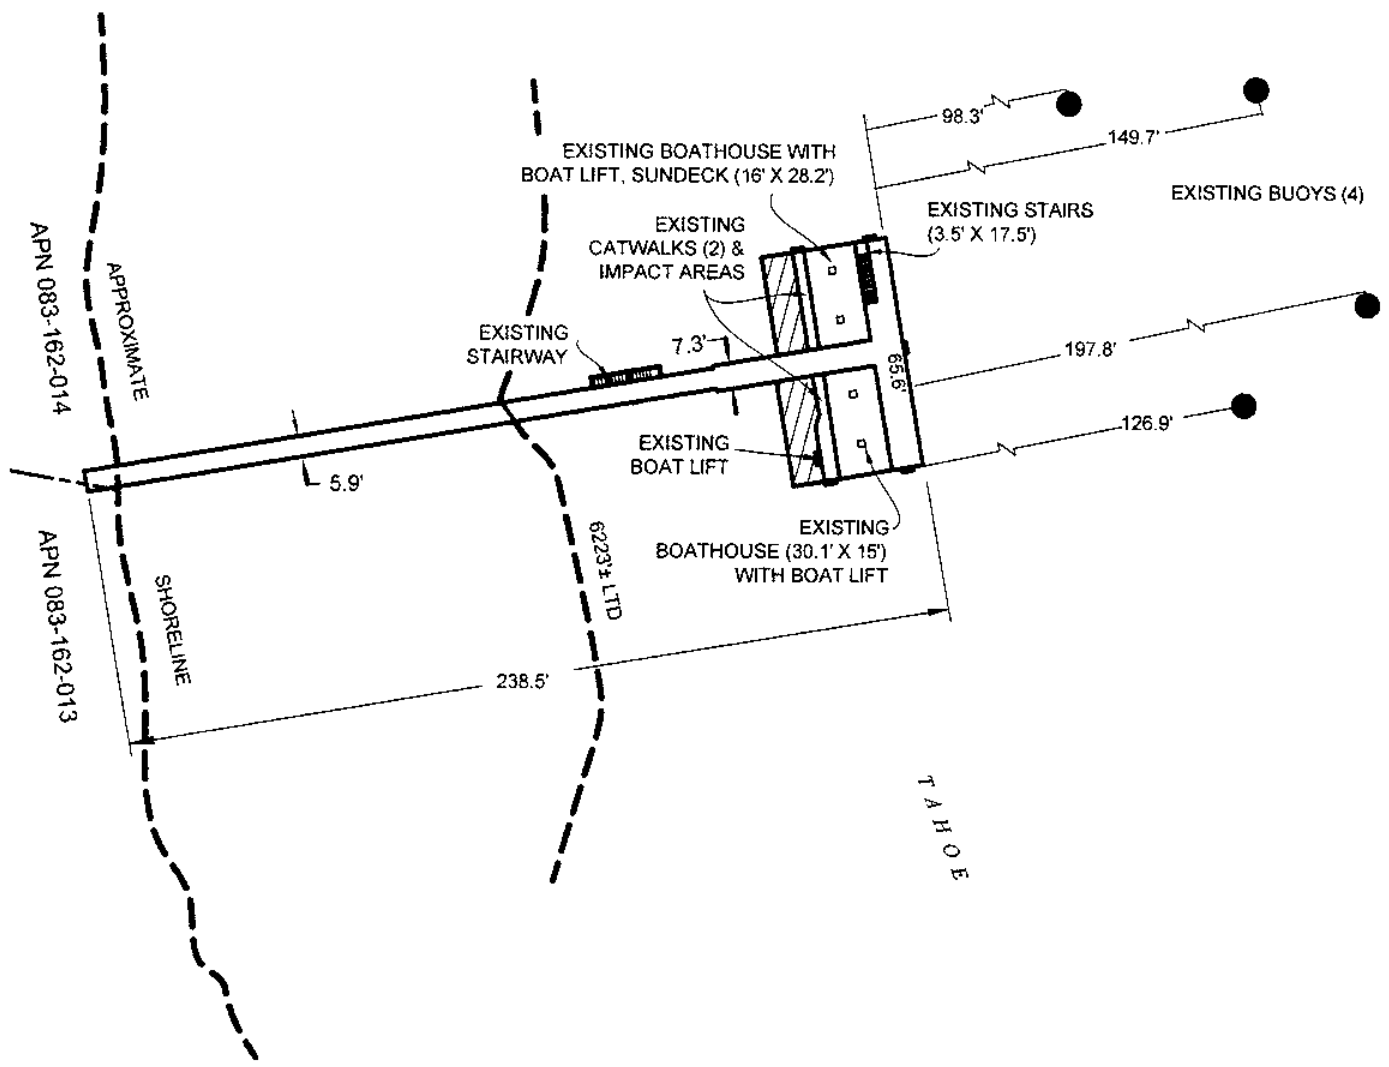 98.3'
149.7'
EXISTING BOATHOUSE WITH
BOAT LIFT, SUNDECK (16' X 28.2')
EXISTING BUOYS (4)
EXISTING STAIRS
(3.5' X 17.5')
EXISTING
CATWALKS (2) &
IMPACT AREAS
APN 083-162-014
APPROXIMATE
EXISTING
STAIRWAY
7.3'
197.8'
65.6'
126.9'
EXISTING
BOAT LIFT
5.9'
EXISTING
BOATHOUSE (30.1' X 15')
WITH BOAT LIFT
6223'± LTD
APN 083-162-013
SHORELINE
238.5'
TAHOE